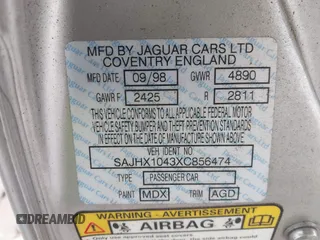 MFD BY JAGUAR CARS LTD
COVENTRY ENGLAND
MFD DATE 09/98 GVWR 4890
GAWR F 2425 R 2811
THIS VEHICLE CONFORMS TO ALL APPLICABLE FEDERAL MOTOR
VEHICLE SAFETY BUMPER AND THEFT PREVENTION STANDARDS
IN EFFECT ON THE DATE OF MANUFACTURE SHOWN ABOVE
VEH IDENT NO
SAJHX1043XC856474
TYPE PASSENGER CAR
PAINT MDX TRIM AGD
WARNING - AVERTISSEMENT
AIRBAG
DREAMBID